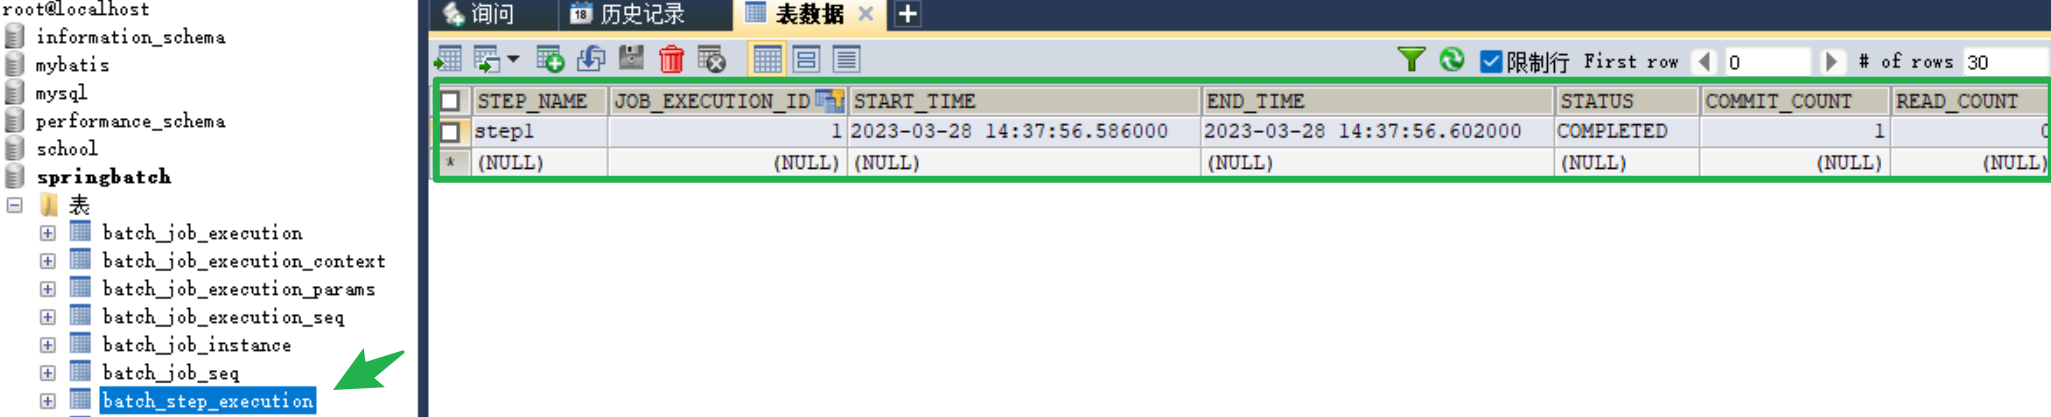 root@localhost
information_schema
mybatis
mysql
performance_schema
school
springbatch
表
batch_job_execution
batch_job_execution_context
batch_job_execution_params
batch_job_execution_seq
batch_job_instance
batch_job_seq
batch_step_execution
询问 18 历史记录 表数据
限制行 First row 0 # of rows 30
STEP_NAME JOB_EXECUTION_ID START_TIME END_TIME STATUS COMMIT_COUNT READ_COUNT
step1 1 2023-03-28 14:37:56.586000 2023-03-28 14:37:56.602000 COMPLETED 1 0
* (NULL) (NULL) (NULL) (NULL) (NULL) (NULL) (NULL)